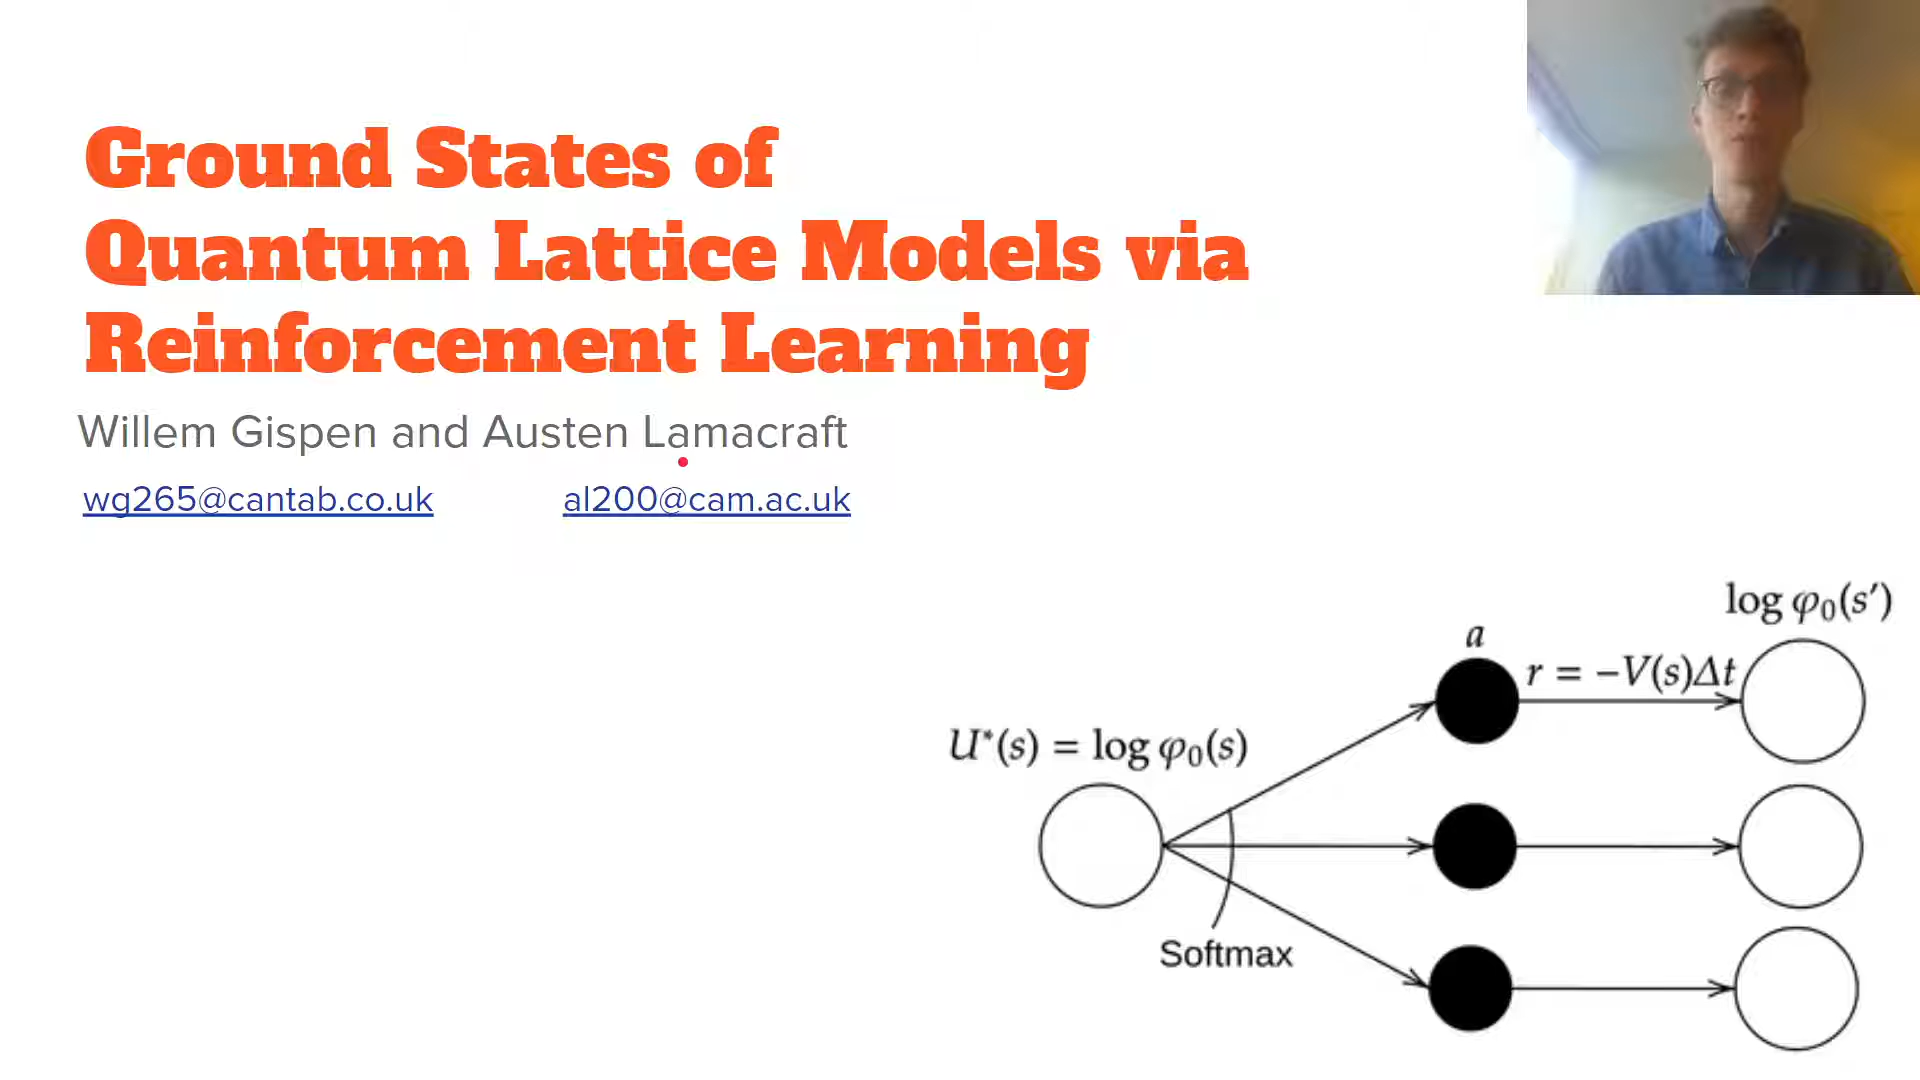 Ground States of
Quantum Lattice Models via
Reinforcement Learning
Willem Gispen and Austen Lamacraft
wg265@cantab.co.uk al200@cam.ac.uk
log φ₀(s′)
a
r = −V(s)Δt
U*(s) = log φ₀(s)
Softmax